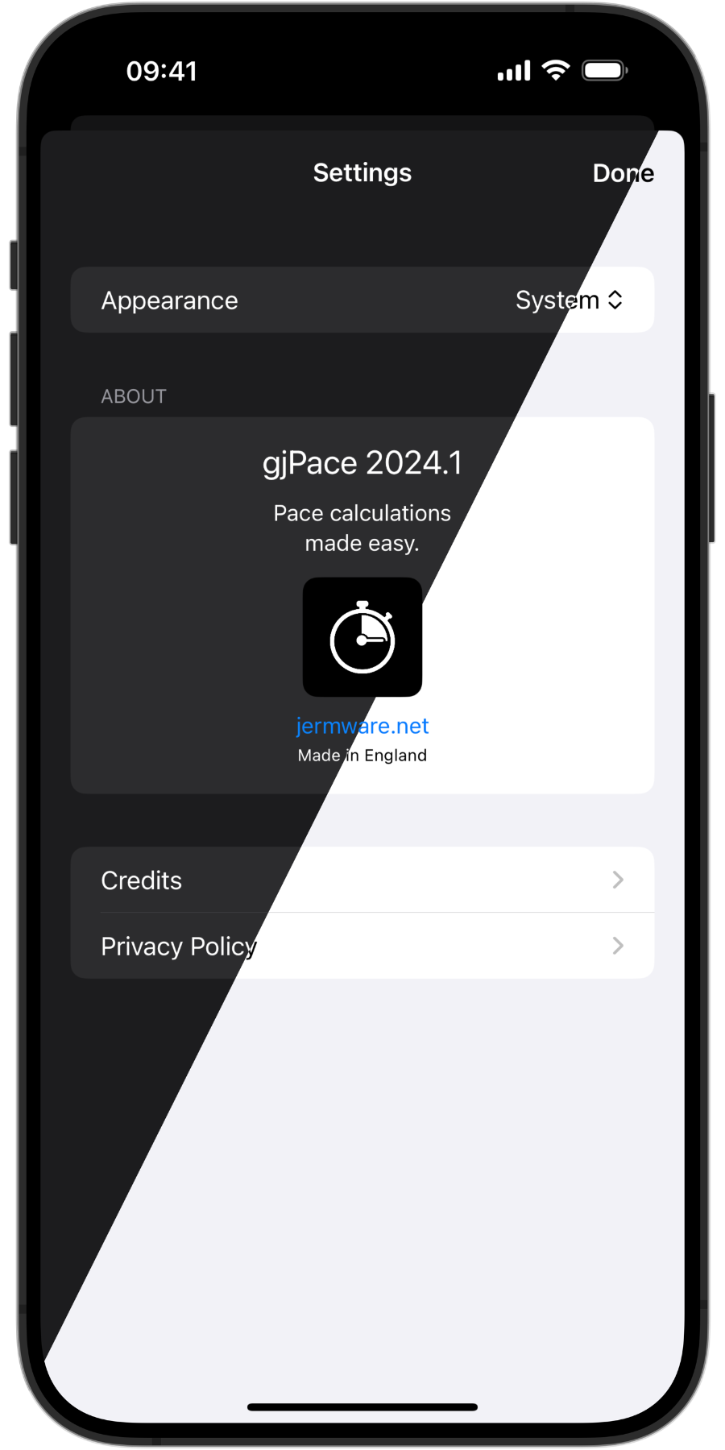 09:41
Settings
Done
Appearance
System
ABOUT
gjPace 2024.1
Pace calculations
made easy.
jermware.net
Made in England
Credits
Privacy Policy